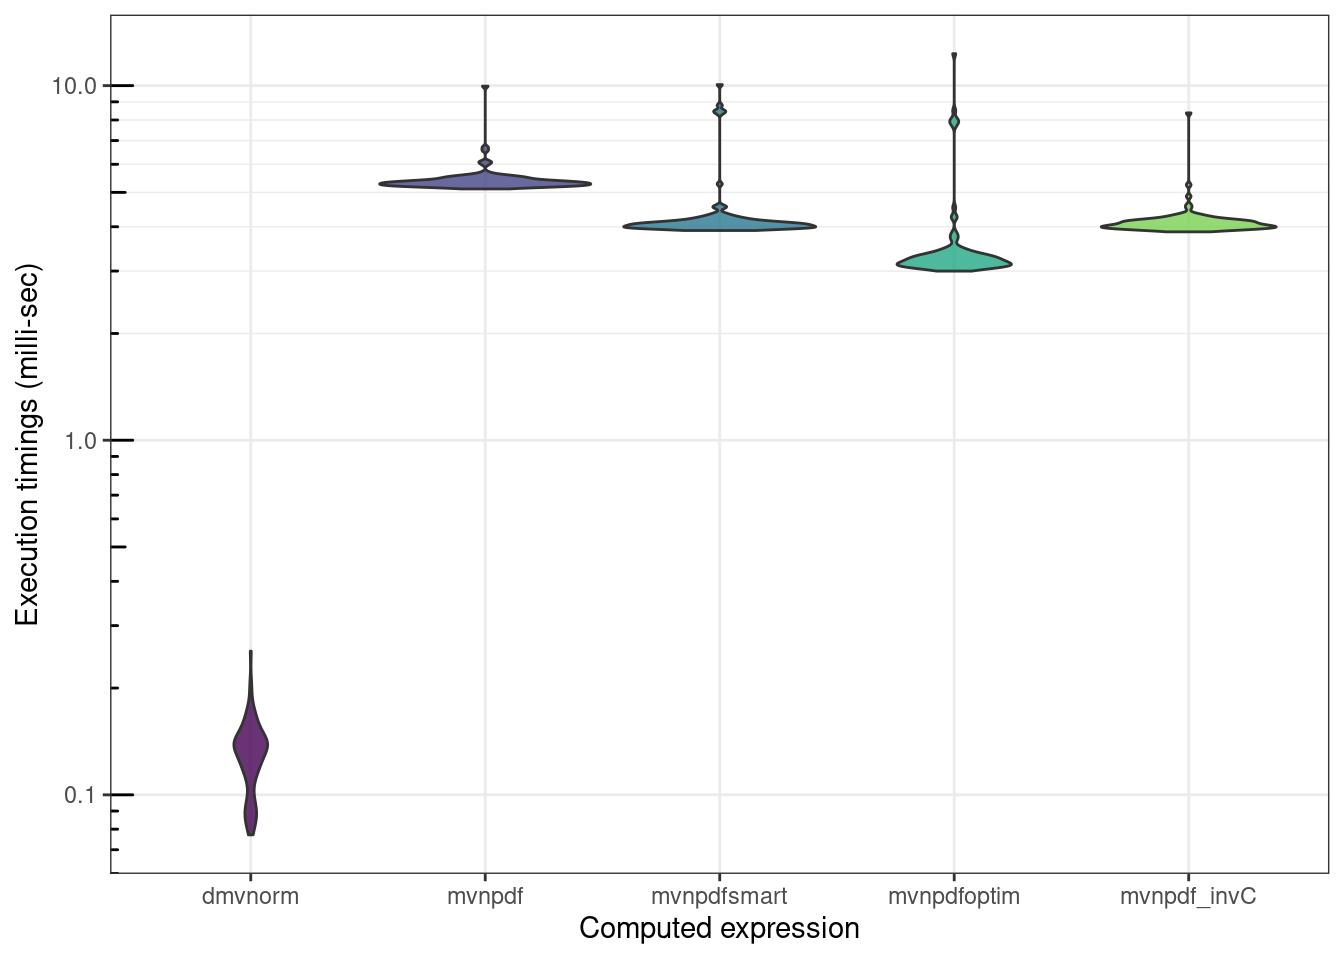 Execution timings (milli-sec)
10.0
1.0
0.1
dmvnorm mvnpdf mvnpdfsmart mvnpdfoptim mvnpdf_invC
Computed expression